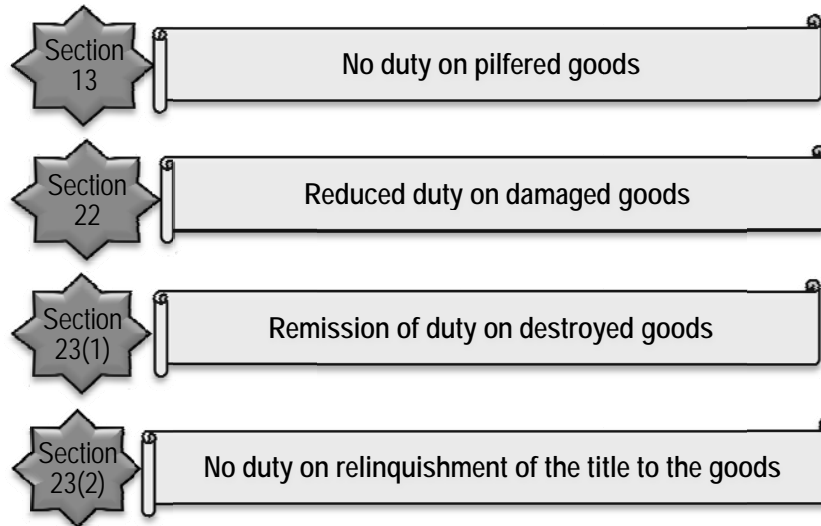 Section
13
No duty on pilfered goods
Section
22
Reduced duty on damaged goods
Section
23(1)
Remission of duty on destroyed goods
Section
23(2)
No duty on relinquishment of the title to the goods